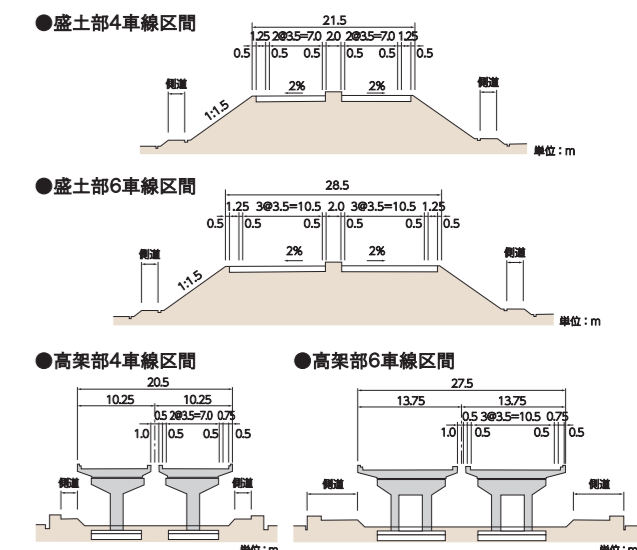 ●盛土部4車線区間
21.5
1.25 2@3.5=7.0 2.0 2@3.5=7.0 1.25
0.5 0.5 0.5 0.5 0.5 0.5
側道 1:1.5 2% 2% 側道
単位：m
●盛土部6車線区間
28.5
1.25 3@3.5=10.5 2.0 3@3.5=10.5 1.25
0.5 0.5 0.5 0.5 0.5 0.5
側道 1:1.5 2% 2% 側道
単位：m
●高架部4車線区間
20.5
10.25 10.25
0.5 2@3.5=7.0 0.75
1.0 0.5 0.5 0.5
側道 側道
単位：m
●高架部6車線区間
27.5
13.75 13.75
0.5 3@3.5=10.5 0.75
1.0 0.5 0.5 0.5
側道 側道
単位：m